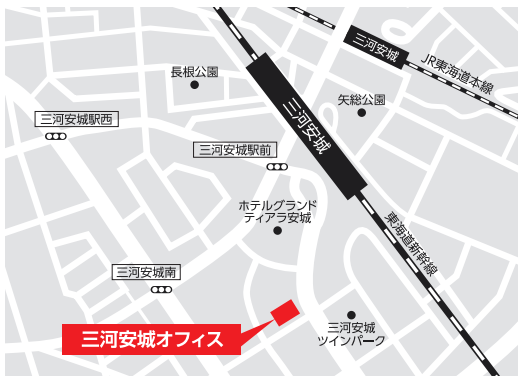 三河安城
JR東海道本線
長根公園
三河安城
矢総公園
三河安城駅西
三河安城駅前
ホテルグランド
ティアラ安城
東海道新幹線
三河安城南
三河安城オフィス
三河安城
ツインパーク